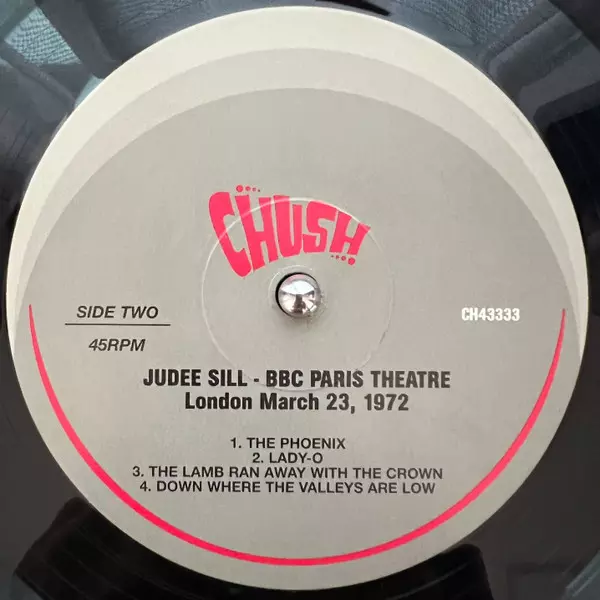 CHUSH
SIDE TWO
CH43333
45RPM
JUDEE SILL - BBC PARIS THEATRE
London March 23, 1972
1. THE PHOENIX
2. LADY-O
3. THE LAMB RAN AWAY WITH THE CROWN
4. DOWN WHERE THE VALLEYS ARE LOW